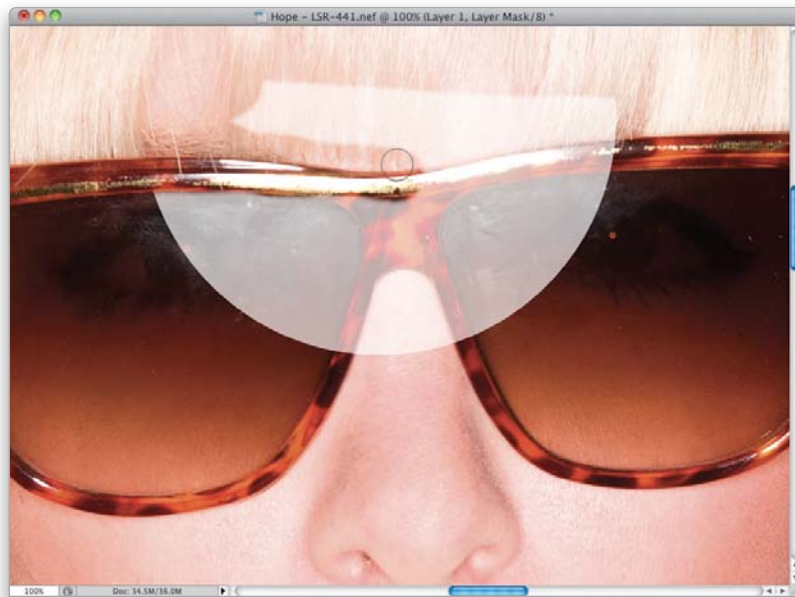 Hope – LSR-441.nef @ 100% (Layer 1, Layer Mask/8) *
100%
Doc: 34.5M/36.0M